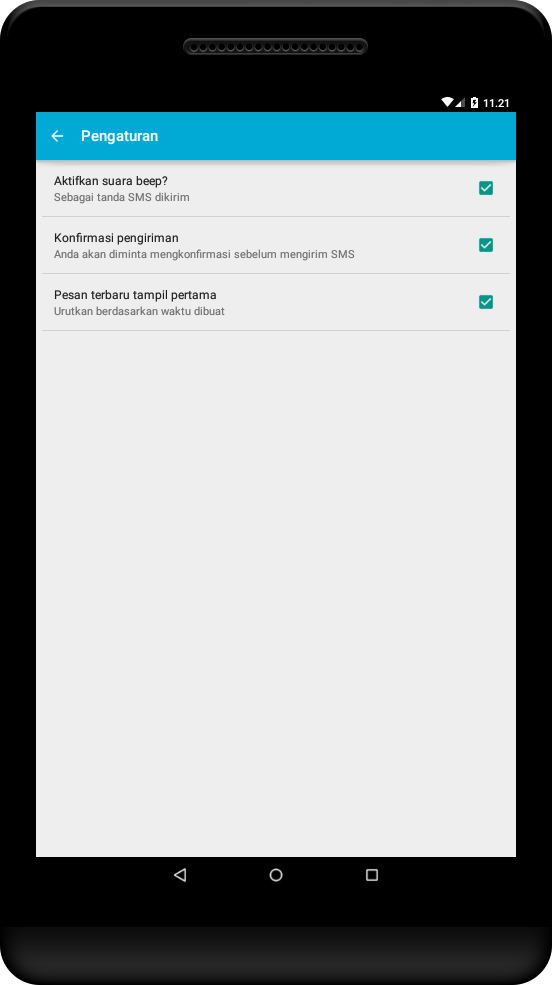 11.21
Pengaturan
Aktifkan suara beep?
Sebagai tanda SMS dikirim
Konfirmasi pengiriman
Anda akan diminta mengkonfirmasi sebelum mengirim SMS
Pesan terbaru tampil pertama
Urutkan berdasarkan waktu dibuat